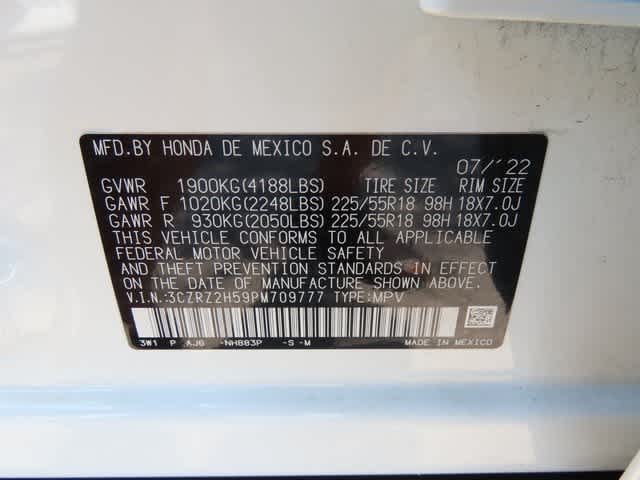 MFD.BY HONDA DE MEXICO S.A. DE C.V.
07/'22
GVWR 1900KG(4188LBS) TIRE SIZE RIM SIZE
GAWR F 1020KG(2248LBS) 225/55R18 98H 18X7.0J
GAWR R 930KG(2050LBS) 225/55R18 98H 18X7.0J
THIS VEHICLE CONFORMS TO ALL APPLICABLE
FEDERAL MOTOR VEHICLE SAFETY
AND THEFT PREVENTION STANDARDS IN EFFECT
ON THE DATE OF MANUFACTURE SHOWN ABOVE.
V.I.N.:3CZRZ2H59PM709777 TYPE:MPV
3W1 P AJG -NH883P -S-M MADE IN MEXICO